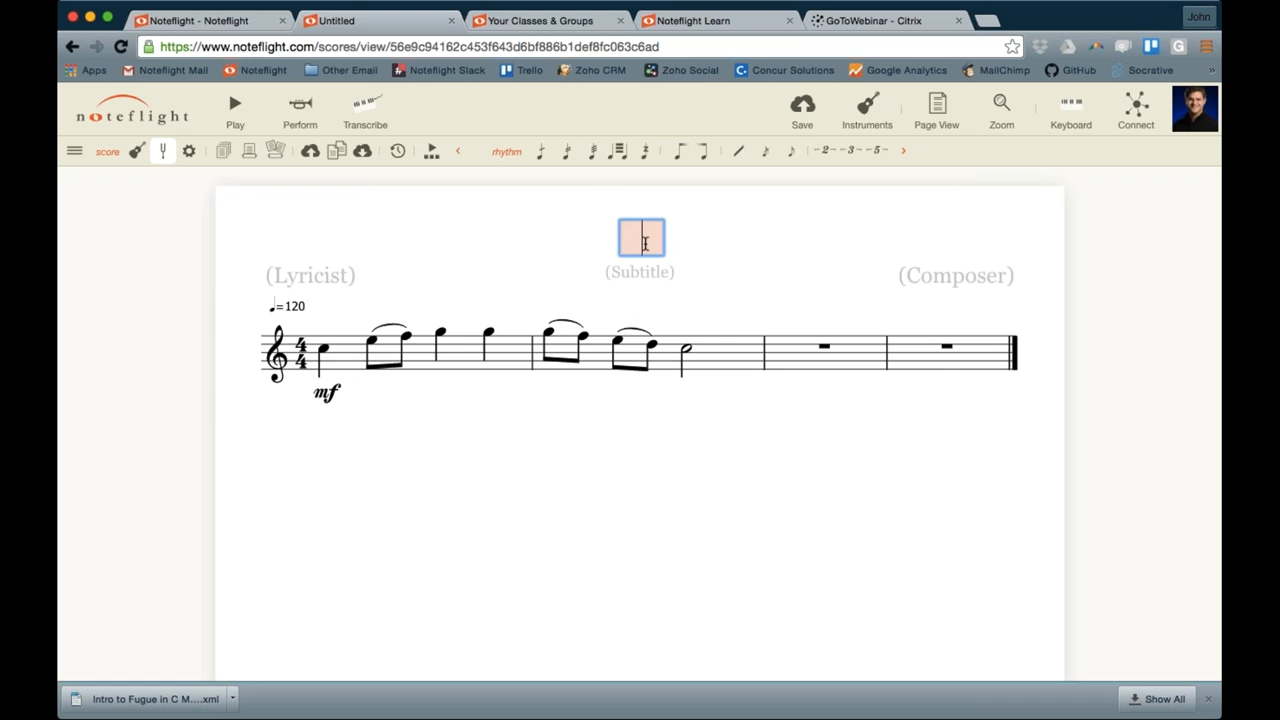 Noteflight - Noteflight
Untitled
Your Classes & Groups
Noteflight Learn
GoToWebinar - Citrix
John
https://www.noteflight.com/scores/view/56e9c94162c453f643d6bf886b1def8fc063c6ad
Apps
Noteflight Mail
Noteflight
Other Email
Noteflight Slack
Trello
Zoho CRM
Zoho Social
Concur Solutions
Google Analytics
MailChimp
GitHub
Socrative
»
noteflight
Play
Perform
Transcribe
Save
Instruments
Page View
Zoom
Keyboard
Connect
score
rhythm
-2- -3- -5-
(Lyricist)
(Subtitle)
(Composer)
♩=120
4
4
mf
Intro to Fugue in C M....xml
Show All